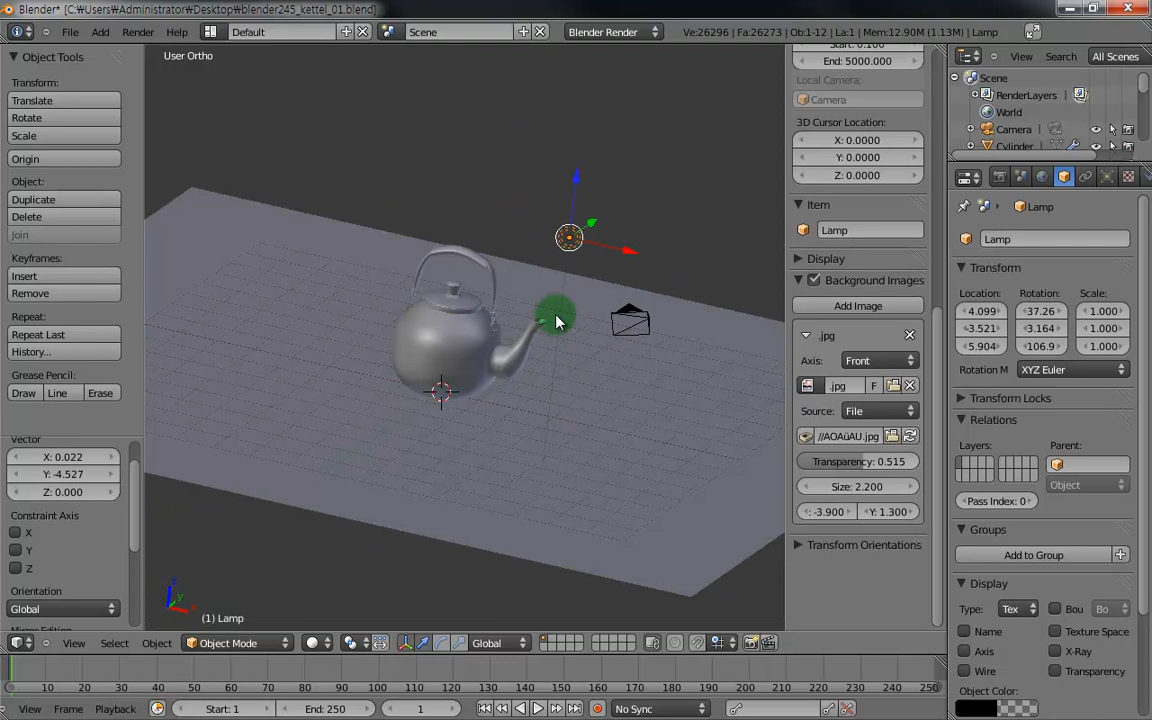 Blender* [C:₩Users₩Administrator₩Desktop₩blender245_kettel_01.blend]
File Add Render Help Default Scene Blender Render Ve:26296 | Fa:26273 | Ob:1-12 | La:1 | Mem:12.90M (1.13M) | Lamp
Object Tools
Transform:
Translate
Rotate
Scale
Origin
Object:
Duplicate
Delete
Join
Keyframes:
Insert
Remove
Repeat:
Repeat Last
History...
Grease Pencil:
Draw Line Erase
Vector
X: 0.022
Y: -4.527
Z: 0.000
Constraint Axis
X
Y
Z
Orientation
Global
User Ortho
z
y
x
(1) Lamp
Start: 0.100
End: 5000.000
Local Camera:
Camera
3D Cursor Location:
X: 0.0000
Y: 0.0000
Z: 0.0000
Item
Lamp
Display
Background Images
Add Image
.jpg
Axis: Front
.jpg F
Source: File
//AOAüAU.jpg
Transparency: 0.515
Size: 2.200
: -3.900 Y: 1.300
Transform Orientations
View Search All Scenes
Scene
RenderLayers
World
Camera
Cylinder
Lamp
Lamp
Transform
Location: Rotation: Scale:
4.099 37.26 1.000
-3.521 3.164 1.000
5.904 106.9 1.000
Rotation M XYZ Euler
Transform Locks
Relations
Layers: Parent:
Object
Pass Index: 0
Groups
Add to Group
Display
Type: Tex Bou Bo
Name Texture Space
Axis X-Ray
Wire Transparency
Object Color:
View Select Object Object Mode Global
10 20 30 40 50 60 70 80 90 100 110 120 130 140 150 160 170 180 190 200 210 220 230 240 250
View Frame Playback Start: 1 End: 250 1 No Sync